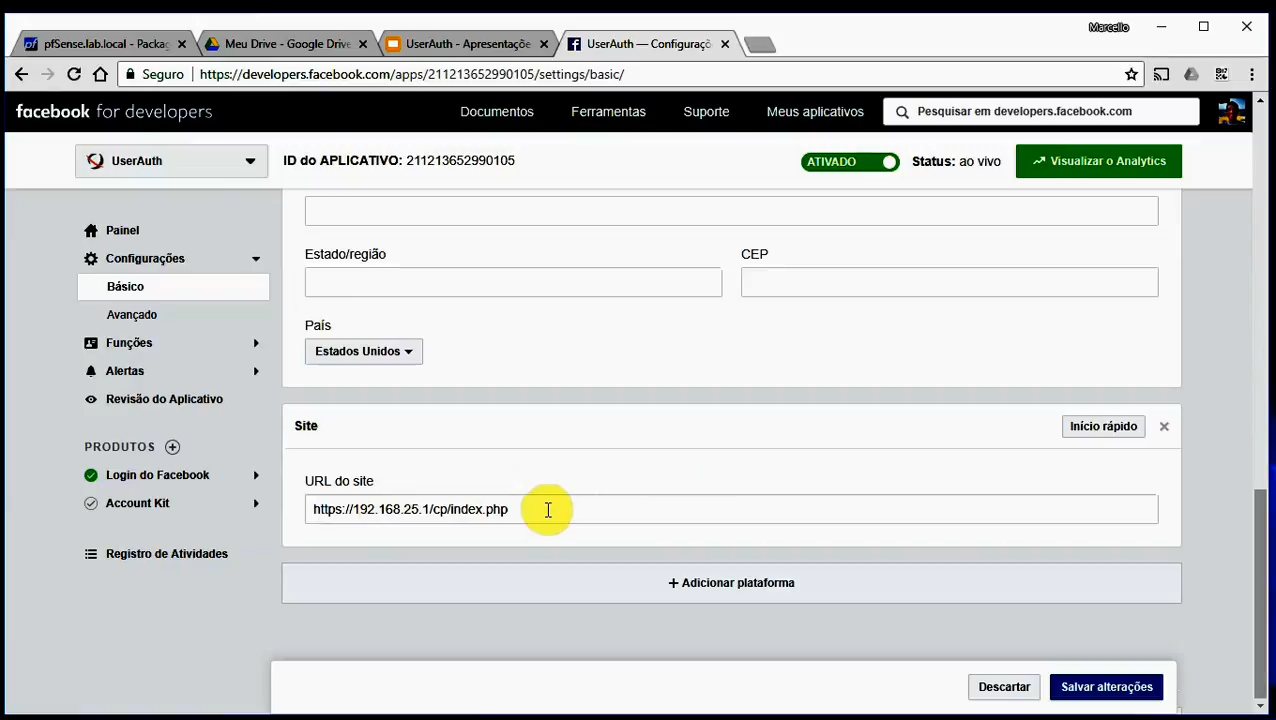 Marcello
pfSense.lab.local - Packag
Meu Drive - Google Drive
UserAuth - Apresentaçõe
UserAuth — Configuraçõ
Seguro
https://developers.facebook.com/apps/211213652990105/settings/basic/
facebook for developers
Documentos
Ferramentas
Suporte
Meus aplicativos
Pesquisar em developers.facebook.com
UserAuth
ID do APLICATIVO: 211213652990105
ATIVADO
Status: ao vivo
Visualizar o Analytics
Painel
Configurações
Básico
Avançado
Funções
Alertas
Revisão do Aplicativo
PRODUTOS
Login do Facebook
Account Kit
Registro de Atividades
Estado/região
CEP
País
Estados Unidos
Site
Início rápido
URL do site
https://192.168.25.1/cp/index.php
+ Adicionar plataforma
Descartar
Salvar alterações